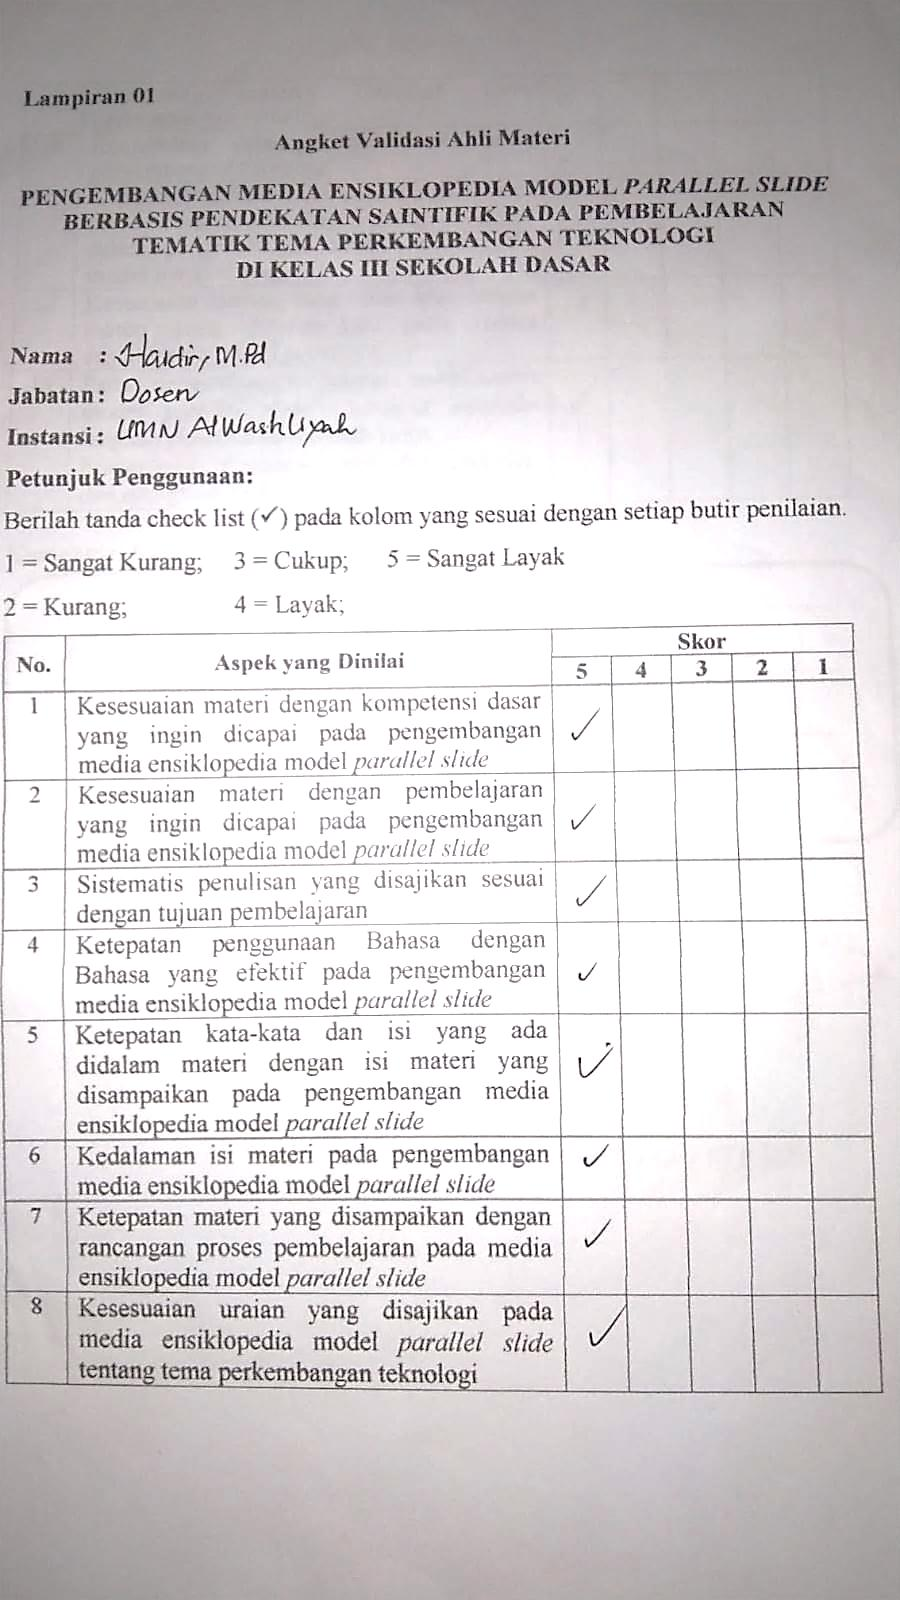 Lampiran 01
Angket Validasi Ahli Materi
PENGEMBANGAN MEDIA ENSIKLOPEDIA MODEL PARALLEL SLIDE
BERBASIS PENDEKATAN SAINTIFIK PADA PEMBELAJARAN
TEMATIK TEMA PERKEMBANGAN TEKNOLOGI
DI KELAS III SEKOLAH DASAR
Nama : Haidir, M.Pd
Jabatan : Dosen
Instansi : UMN Al Washliyah
Petunjuk Penggunaan:
Berilah tanda check list (✓) pada kolom yang sesuai dengan setiap butir penilaian.
1 = Sangat Kurang; 3 = Cukup; 5 = Sangat Layak
2 = Kurang; 4 = Layak;
No. Aspek yang Dinilai Skor
5 4 3 2 1
1 Kesesuaian materi dengan kompetensi dasar
yang ingin dicapai pada pengembangan ✓
media ensiklopedia model parallel slide
2 Kesesuaian materi dengan pembelajaran
yang ingin dicapai pada pengembangan ✓
media ensiklopedia model parallel slide
3 Sistematis penulisan yang disajikan sesuai ✓
dengan tujuan pembelajaran
4 Ketepatan penggunaan Bahasa dengan
Bahasa yang efektif pada pengembangan ✓
media ensiklopedia model parallel slide
5 Ketepatan kata-kata dan isi yang ada
didalam materi dengan isi materi yang ✓
disampaikan pada pengembangan media
ensiklopedia model parallel slide
6 Kedalaman isi materi pada pengembangan ✓
media ensiklopedia model parallel slide
7 Ketepatan materi yang disampaikan dengan
rancangan proses pembelajaran pada media ✓
ensiklopedia model parallel slide
8 Kesesuaian uraian yang disajikan pada
media ensiklopedia model parallel slide ✓
tentang tema perkembangan teknologi